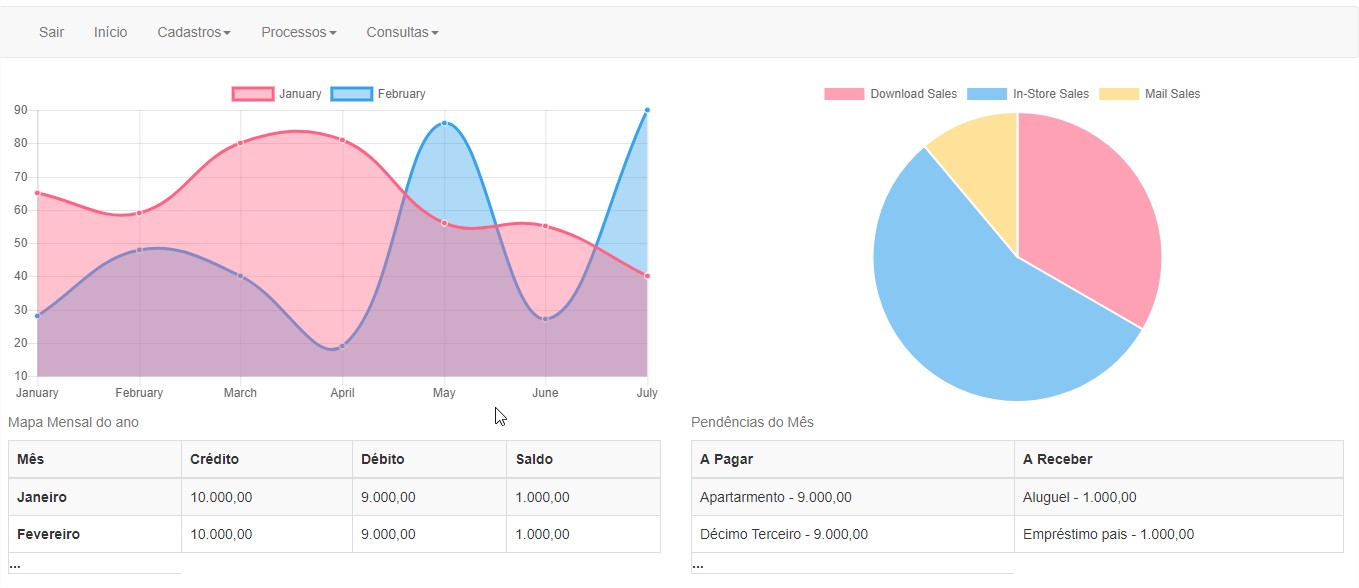 Sair Início Cadastros Processos Consultas
January February
90
80
70
60
50
40
30
20
10
January February March April May June July
Download Sales In-Store Sales Mail Sales
Mapa Mensal do ano
Mês Crédito Débito Saldo
Janeiro 10.000,00 9.000,00 1.000,00
Fevereiro 10.000,00 9.000,00 1.000,00
...
Pendências do Mês
A Pagar A Receber
Apartarmento - 9.000,00 Aluguel - 1.000,00
Décimo Terceiro - 9.000,00 Empréstimo pais - 1.000,00
...